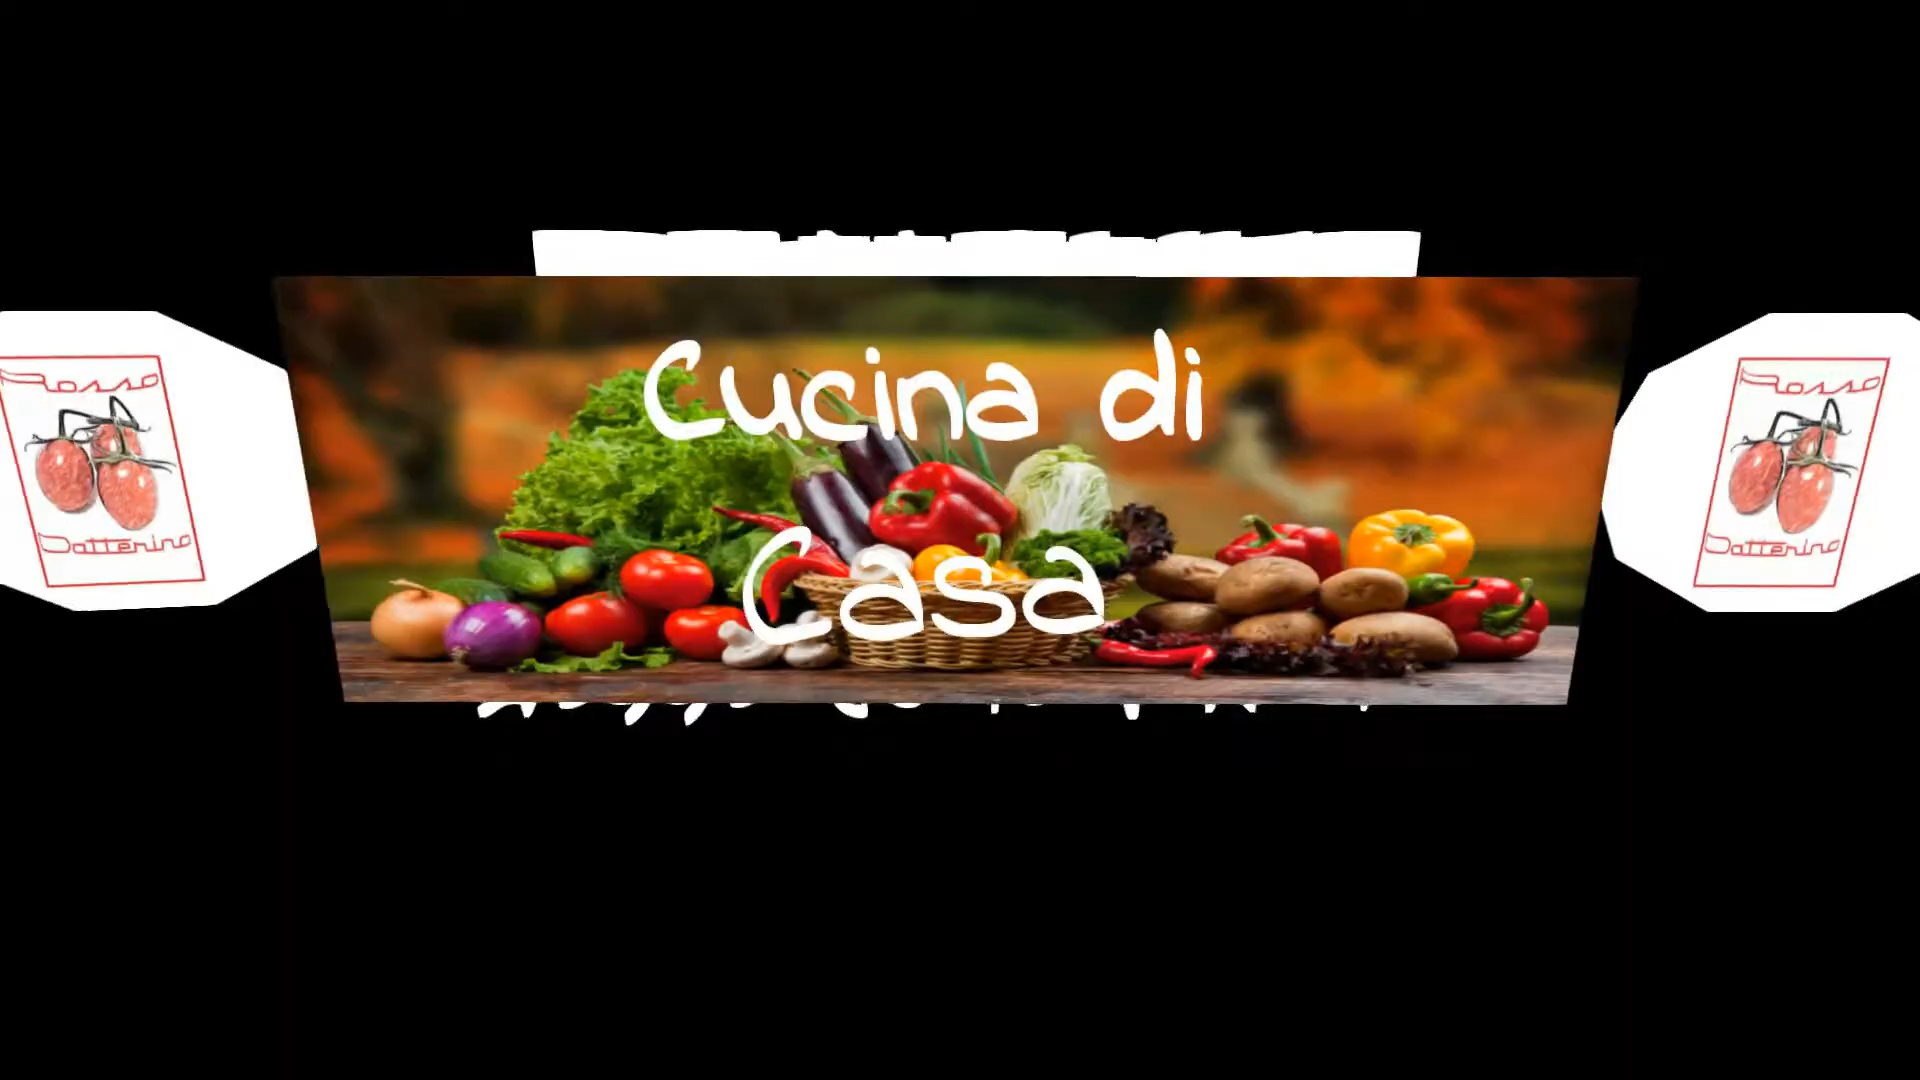 Cucina di
Casa
Rosso
Datterino
Rosso
Datterino